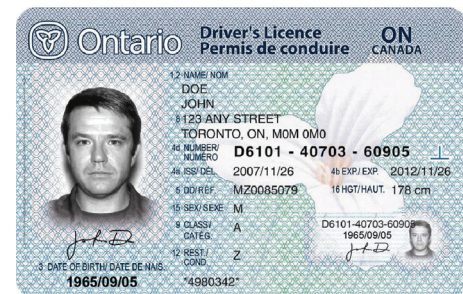 Ontario
Driver's Licence
Permis de conduire
ON
CANADA
1,2 NAME/ NOM
DOE
JOHN
8 123 ANY STREET
TORONTO, ON, M0M 0M0
4d NUMBER/ NUMÉRO D6101 - 40703 - 60905
4a ISS/ DÉL. 2007/11/26 4b EXP./ EXP. 2012/11/26
5 DD/REF. MZ0085079 16 HGT/HAUT. 178 cm
15 SEX/ SEXE M
9 CLASS/ CATÉG. A
12 REST./ COND. Z
*4980342*
D6101-40703-60905
1965/09/05
John D
John D
3 DATE OF BIRTH/ DATE DE NAIS.
1965/09/05